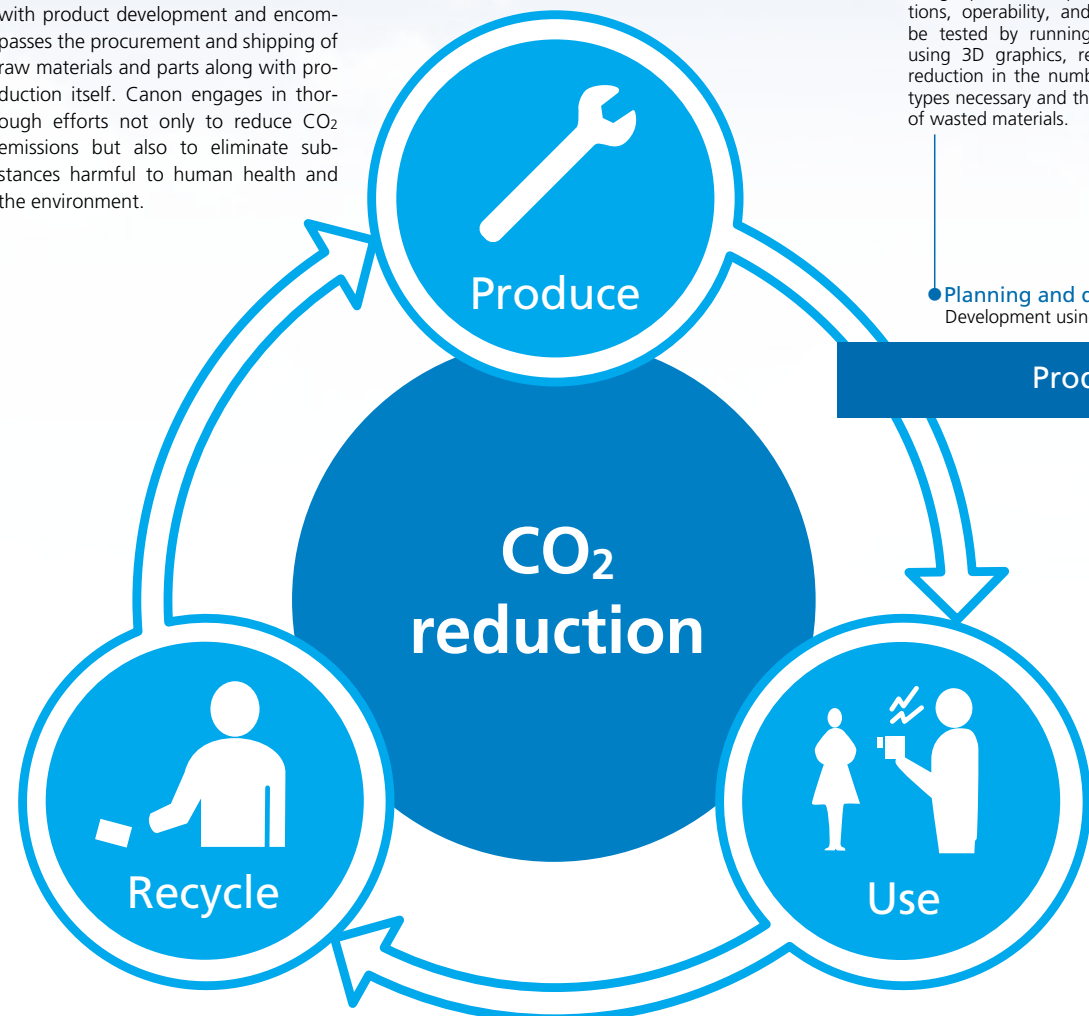 with product development and encom-
passes the procurement and shipping of
raw materials and parts along with pro-
duction itself. Canon engages in thor-
ough efforts not only to reduce CO2
emissions but also to eliminate sub-
stances harmful to human health and
the environment.
tions, operability, and
be tested by running
using 3D graphics, re
reduction in the numb
types necessary and th
of wasted materials.
Planning and d
Development usin
Prod
Produce
CO2
reduction
Recycle
Use